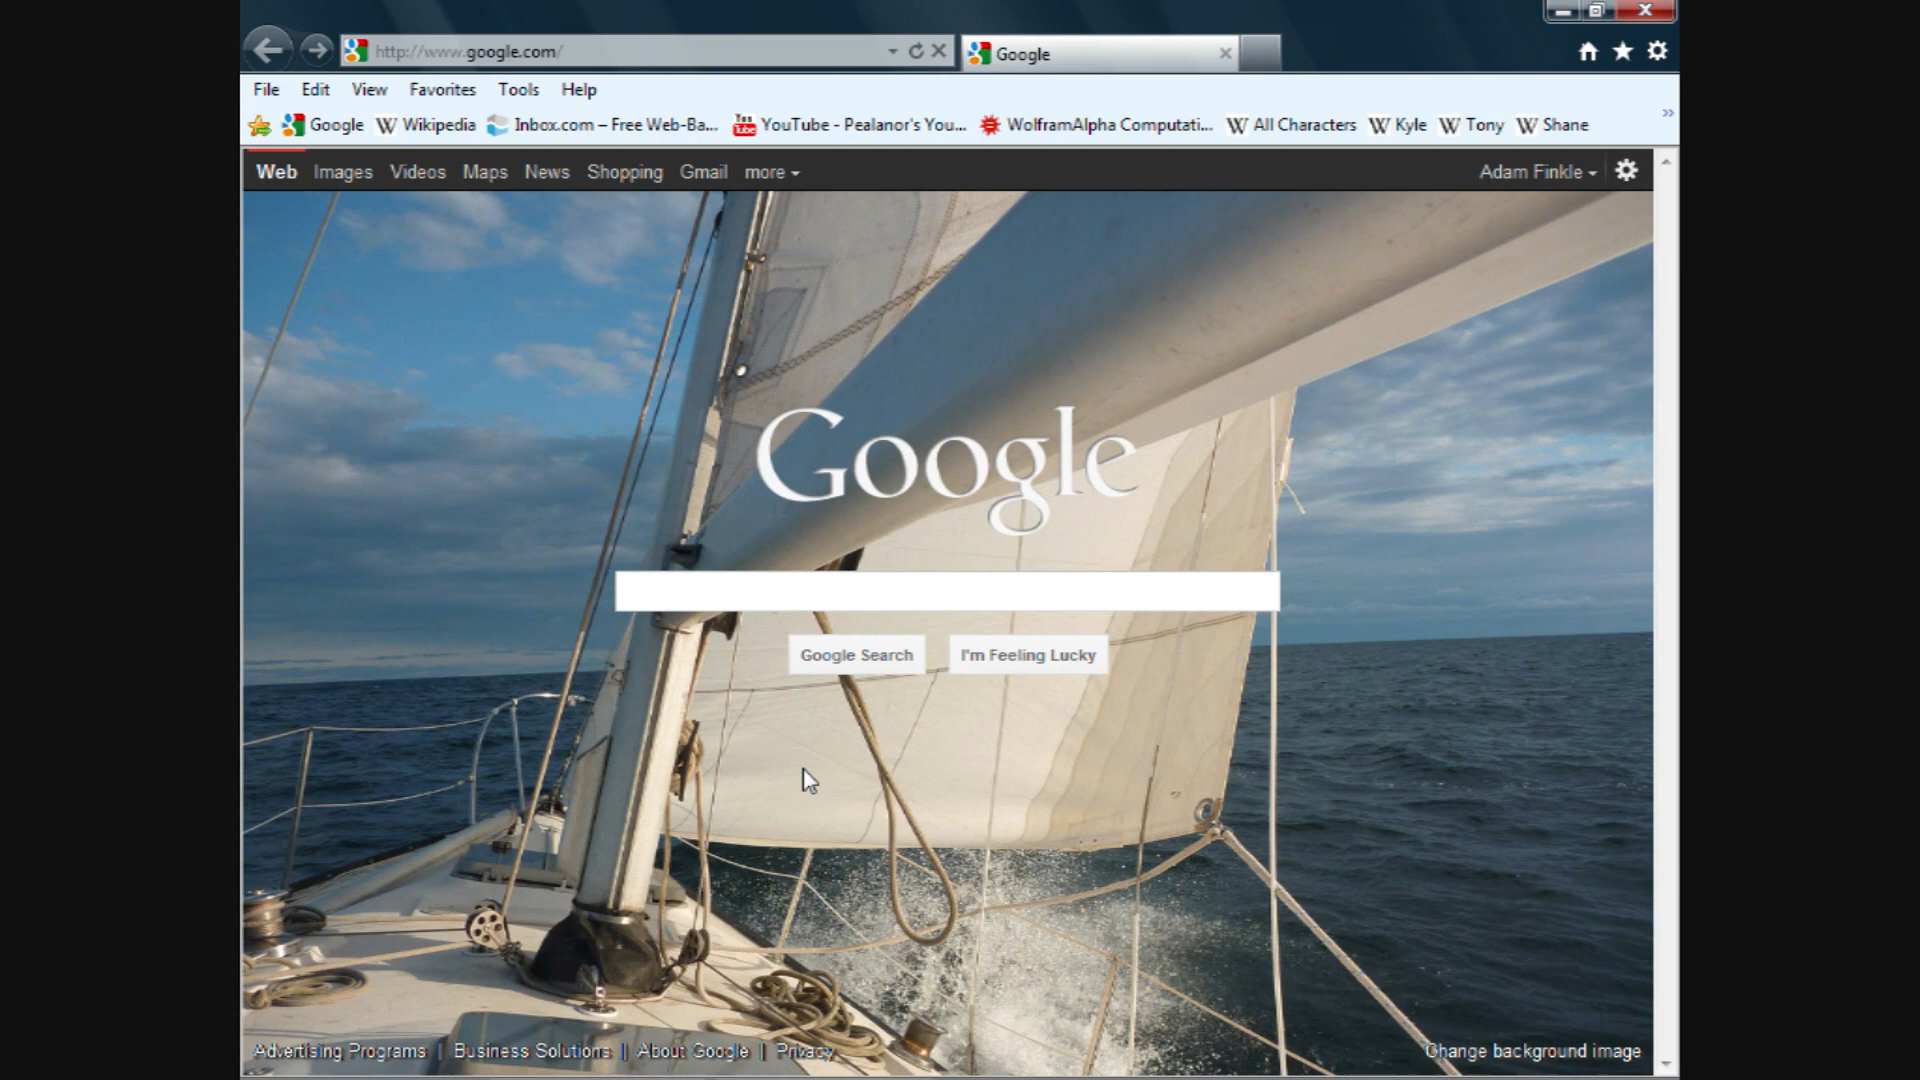 http://www.google.com/
Google
File Edit View Favorites Tools Help
Google Wikipedia Inbox.com – Free Web-Ba... YouTube - Pealanor's You... WolframAlpha Computati... All Characters Kyle Tony Shane
Web Images Videos Maps News Shopping Gmail more Adam Finkle
Google
Google Search I'm Feeling Lucky
Advertising Programs | Business Solutions | About Google | Privacy Change background image